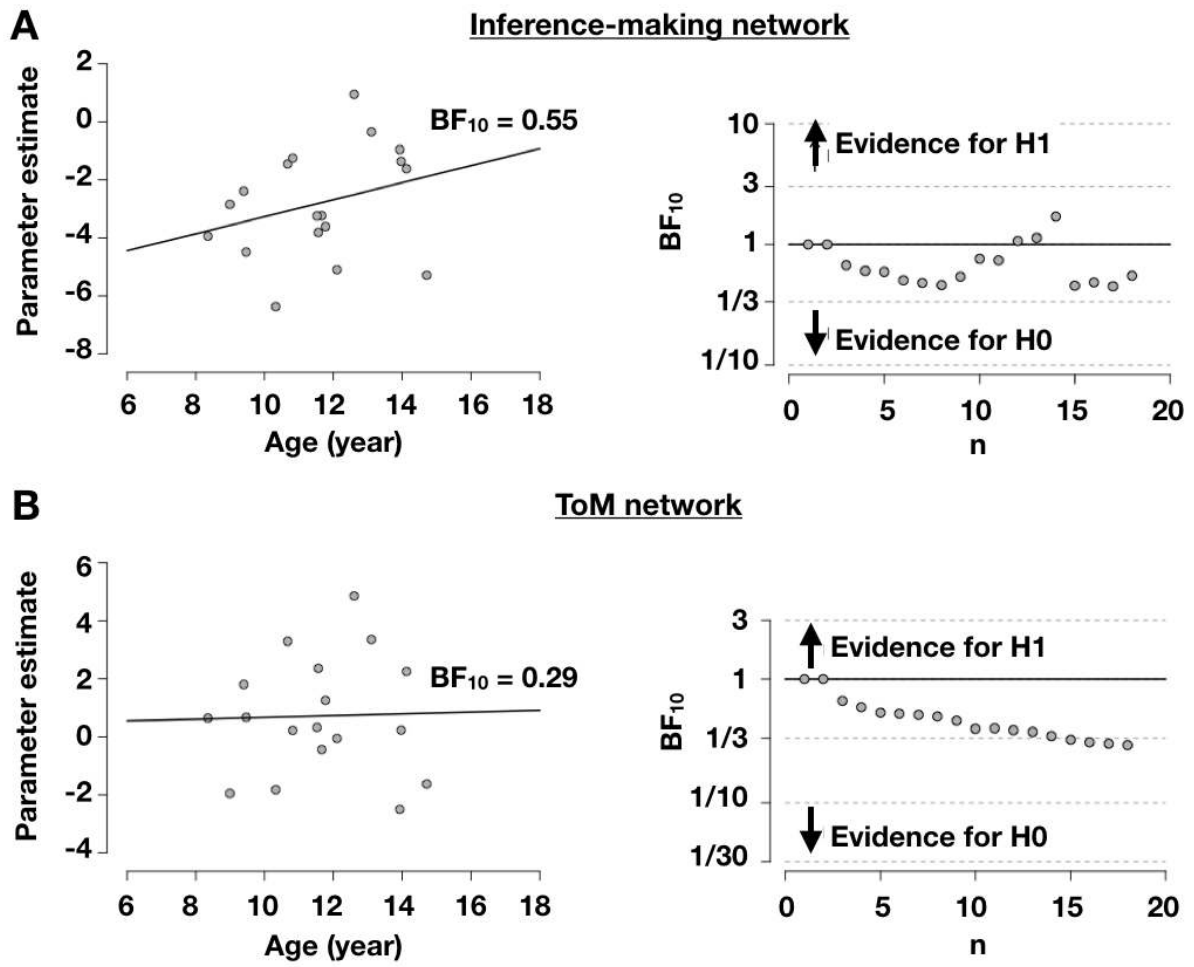 A
Inference-making network
Parameter estimate
2
0
-2
-4
-6
-8
BF₁₀ = 0.55
6 8 10 12 14 16 18
Age (year)
BF₁₀
10
3
1
1/3
1/10
Evidence for H1
Evidence for H0
0 5 10 15 20
n
B
ToM network
Parameter estimate
6
4
2
0
-2
-4
BF₁₀ = 0.29
6 8 10 12 14 16 18
Age (year)
BF₁₀
3
1
1/3
1/10
1/30
Evidence for H1
Evidence for H0
0 5 10 15 20
n